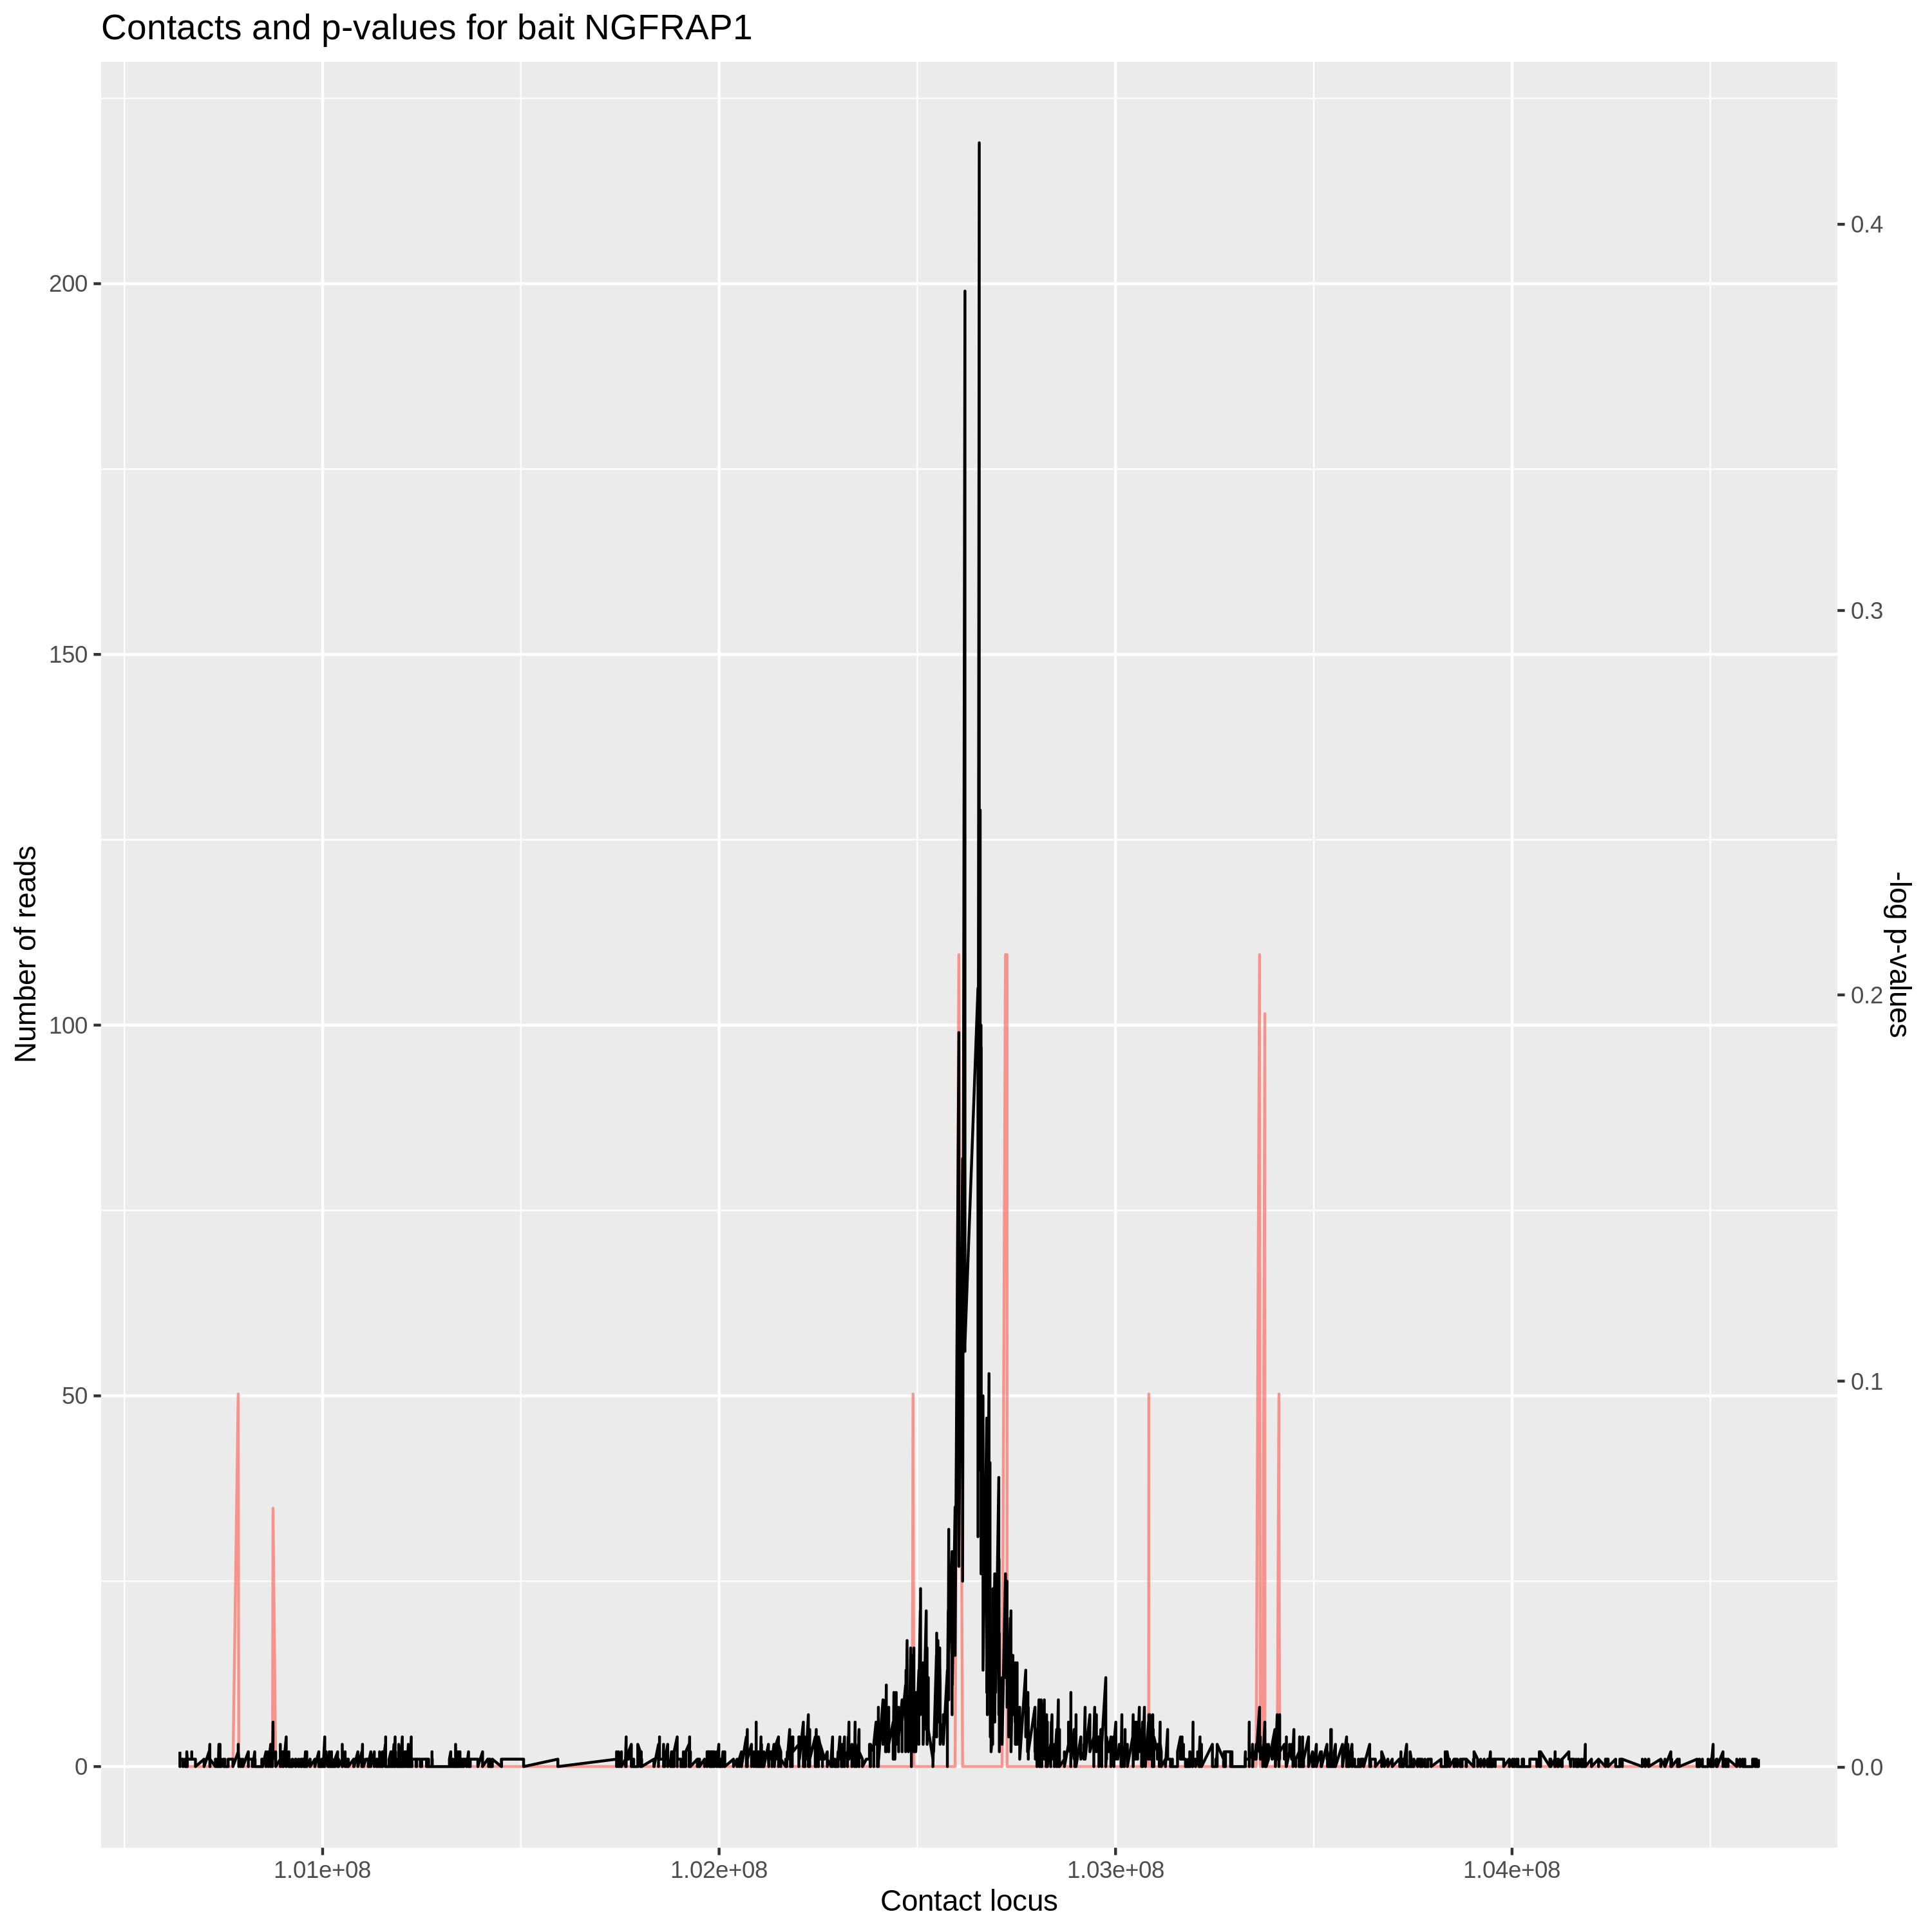 Contacts and p-values for bait NGFRAP1
Number of reads
200
150
100
50
0
0.4
0.3
0.2
0.1
0.0
-log p-values
1.01e+08
1.02e+08
1.03e+08
1.04e+08
Contact locus